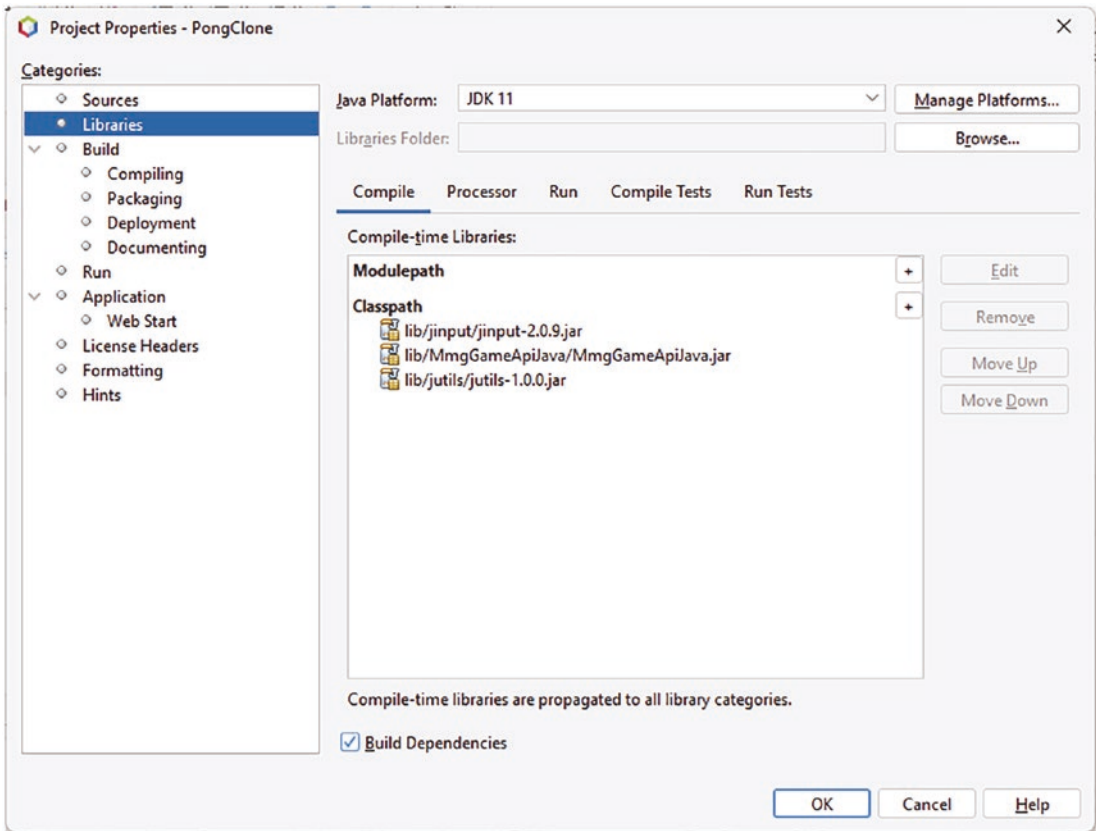 Project Properties - PongClone
Categories:
Sources
Libraries
Build
Compiling
Packaging
Deployment
Documenting
Run
Application
Web Start
License Headers
Formatting
Hints
Java Platform: JDK 11 Manage Platforms...
Libraries Folder: Browse...
Compile Processor Run Compile Tests Run Tests
Compile-time Libraries:
Modulepath + Edit
Classpath + Remove
lib/jinput/jinput-2.0.9.jar
lib/MmgGameApiJava/MmgGameApiJava.jar Move Up
lib/jutils/jutils-1.0.0.jar Move Down
Compile-time libraries are propagated to all library categories.
Build Dependencies
OK Cancel Help